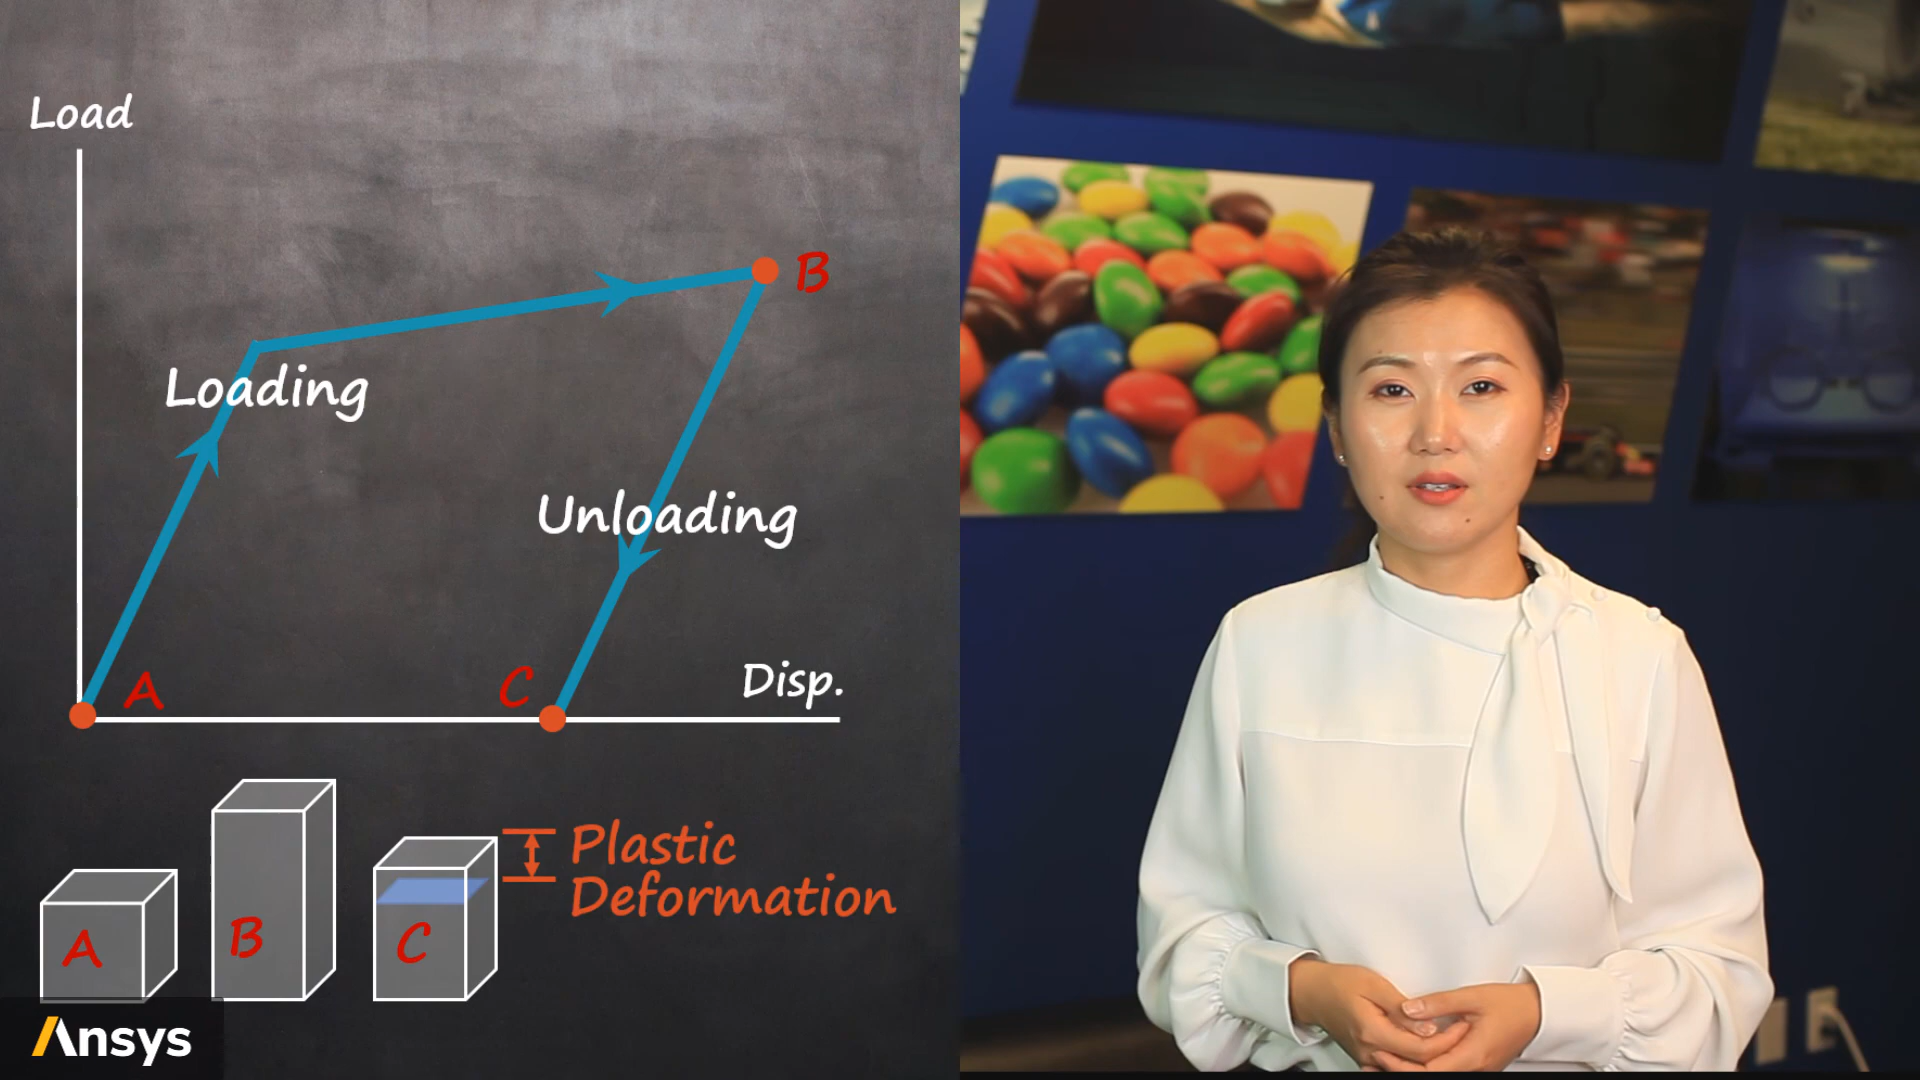 Load
B
Loading
Unloading
A
C
Disp.
Plastic
Deformation
A
B
C
Ansys